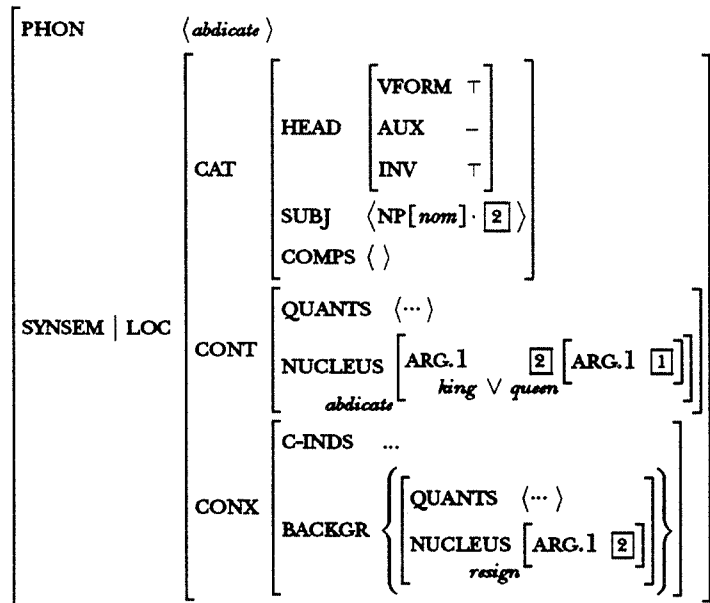 PHON ⟨abdicate⟩
VFORM ⊤
HEAD AUX –
INV ⊤
CAT
SUBJ ⟨NP[nom]· 2⟩
COMPS ⟨ ⟩
QUANTS ⟨···⟩
SYNSEM | LOC
CONT
NUCLEUS [ARG.1 2 [ARG.1 1]]
abdicate king ∨ queen
C-INDS ...
QUANTS ⟨···⟩
CONX
BACKGR
NUCLEUS [ARG.1 2]
resign